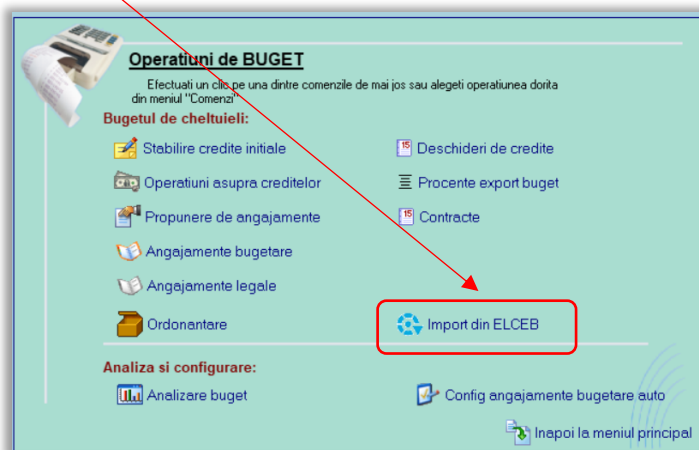 Operatiuni de BUGET
Efectuati un clic pe una dintre comenzile de mai jos sau alegeti operatiunea dorita
din meniul "Comenzi"
Bugetul de cheltuieli:
Stabilire credite initiale
15 Deschideri de credite
Operatiuni asupra creditelor
Procente export buget
Propunere de angajamente
15 Contracte
Angajamente bugetare
Angajamente legale
Ordonantare
Import din ELCEB
Analiza si configurare:
Analizare buget
Config angajamente bugetare auto
Inapoi la meniul principal